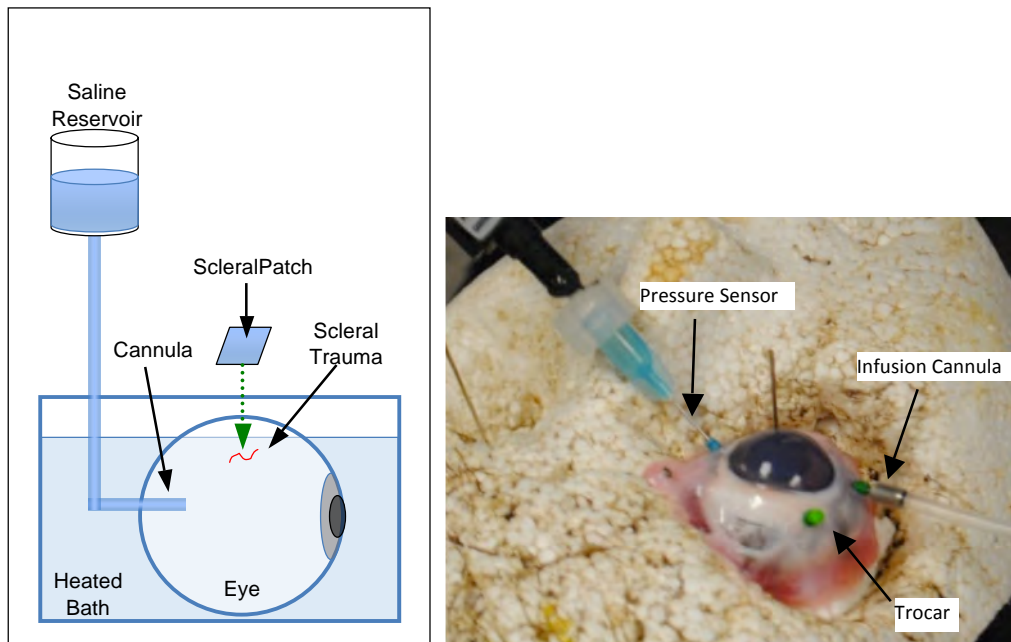 Saline
Reservoir
ScleralPatch
Scleral
Trauma
Cannula
Heated
Bath
Eye
Pressure Sensor
Infusion Cannula
Trocar